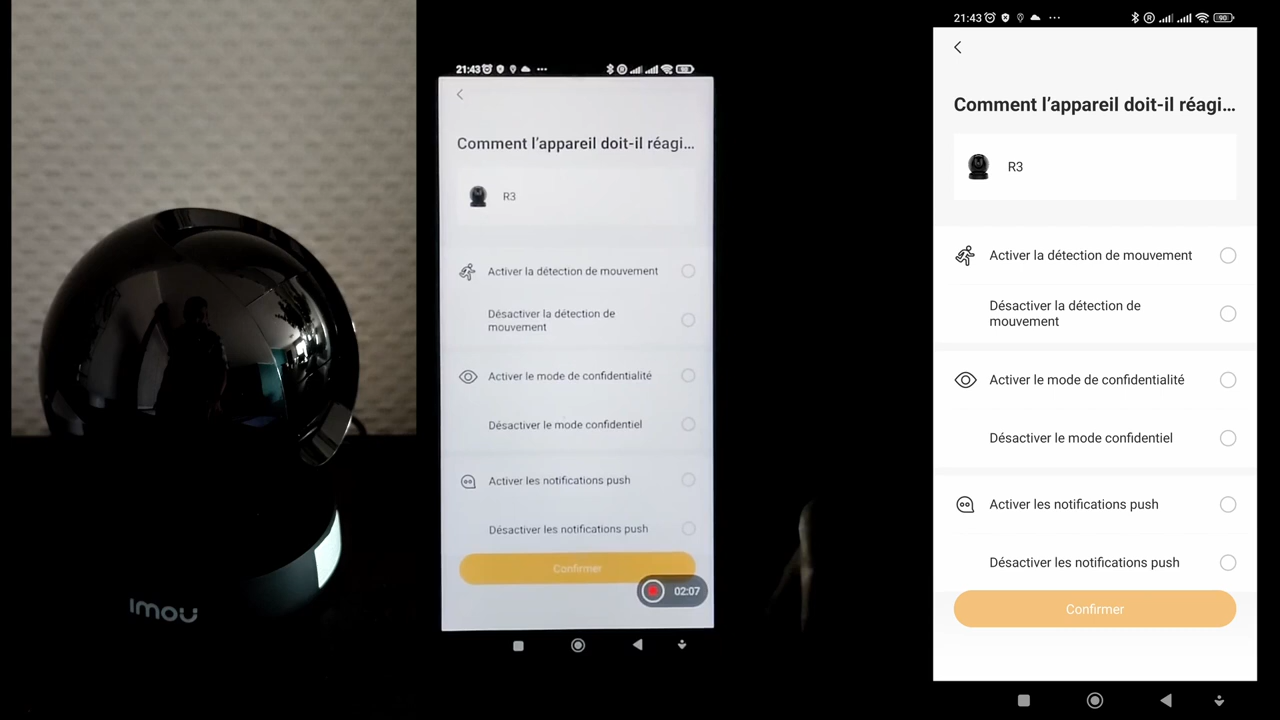 imou
21:43
Comment l'appareil doit-il réagi...
R3
Activer la détection de mouvement
Désactiver la détection de
mouvement
Activer le mode de confidentialité
Désactiver le mode confidentiel
Activer les notifications push
Désactiver les notifications push
Confirmer
02:07
21:43
90
Comment l'appareil doit-il réagi...
R3
Activer la détection de mouvement
Désactiver la détection de
mouvement
Activer le mode de confidentialité
Désactiver le mode confidentiel
Activer les notifications push
Désactiver les notifications push
Confirmer